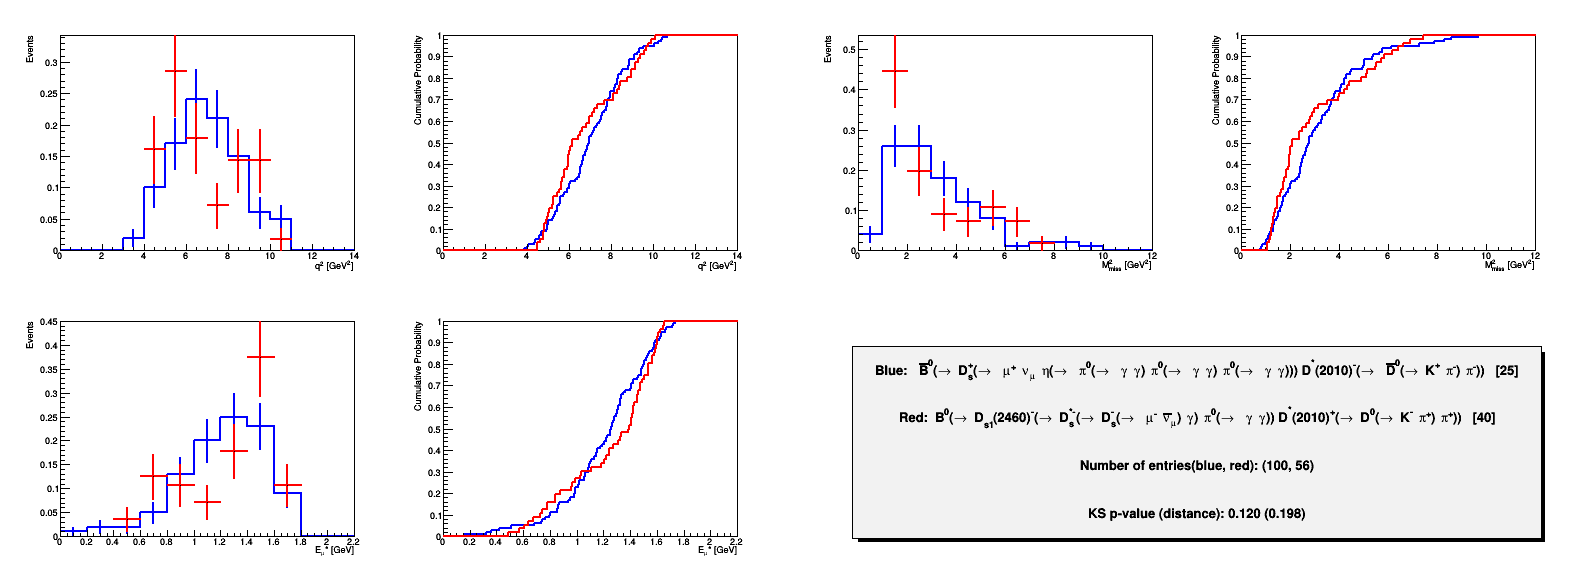 Events
0.3
0.25
0.2
0.15
0.1
0.05
0
0 2 4 6 8 10 12 14
q² [GeV²]
Cumulative Probability
1
0.9
0.8
0.7
0.6
0.5
0.4
0.3
0.2
0.1
0
0 2 4 6 8 10 12 14
q² [GeV²]
Events
0.5
0.4
0.3
0.2
0.1
0
0 2 4 6 8 10 12
M²miss [GeV²]
Cumulative Probability
1
0.9
0.8
0.7
0.6
0.5
0.4
0.3
0.2
0.1
0
0 2 4 6 8 10 12
M²miss [GeV²]
Events
0.45
0.4
0.35
0.3
0.25
0.2
0.15
0.1
0.05
0
0 0.2 0.4 0.6 0.8 1 1.2 1.4 1.6 1.8 2 2.2
Eμ* [GeV]
Cumulative Probability
1
0.9
0.8
0.7
0.6
0.5
0.4
0.3
0.2
0.1
0
0 0.2 0.4 0.6 0.8 1 1.2 1.4 1.6 1.8 2 2.2
Eμ* [GeV]
Blue: B̅⁰(→ Dₛ⁺(→ μ⁺ νμ η(→ π⁰(→ γ γ) π⁰(→ γ γ) π⁰(→ γ γ))) D*(2010)⁻(→ D̅⁰(→ K⁺ π⁻) π⁻)) [25]
Red: B⁰(→ Dₛ₁(2460)⁻(→ Dₛ*⁻(→ Dₛ⁻(→ μ⁻ ν̅μ) γ) π⁰(→ γ γ)) D*(2010)⁺(→ D⁰(→ K⁻ π⁺) π⁺)) [40]
Number of entries(blue, red): (100, 56)
KS p-value (distance): 0.120 (0.198)